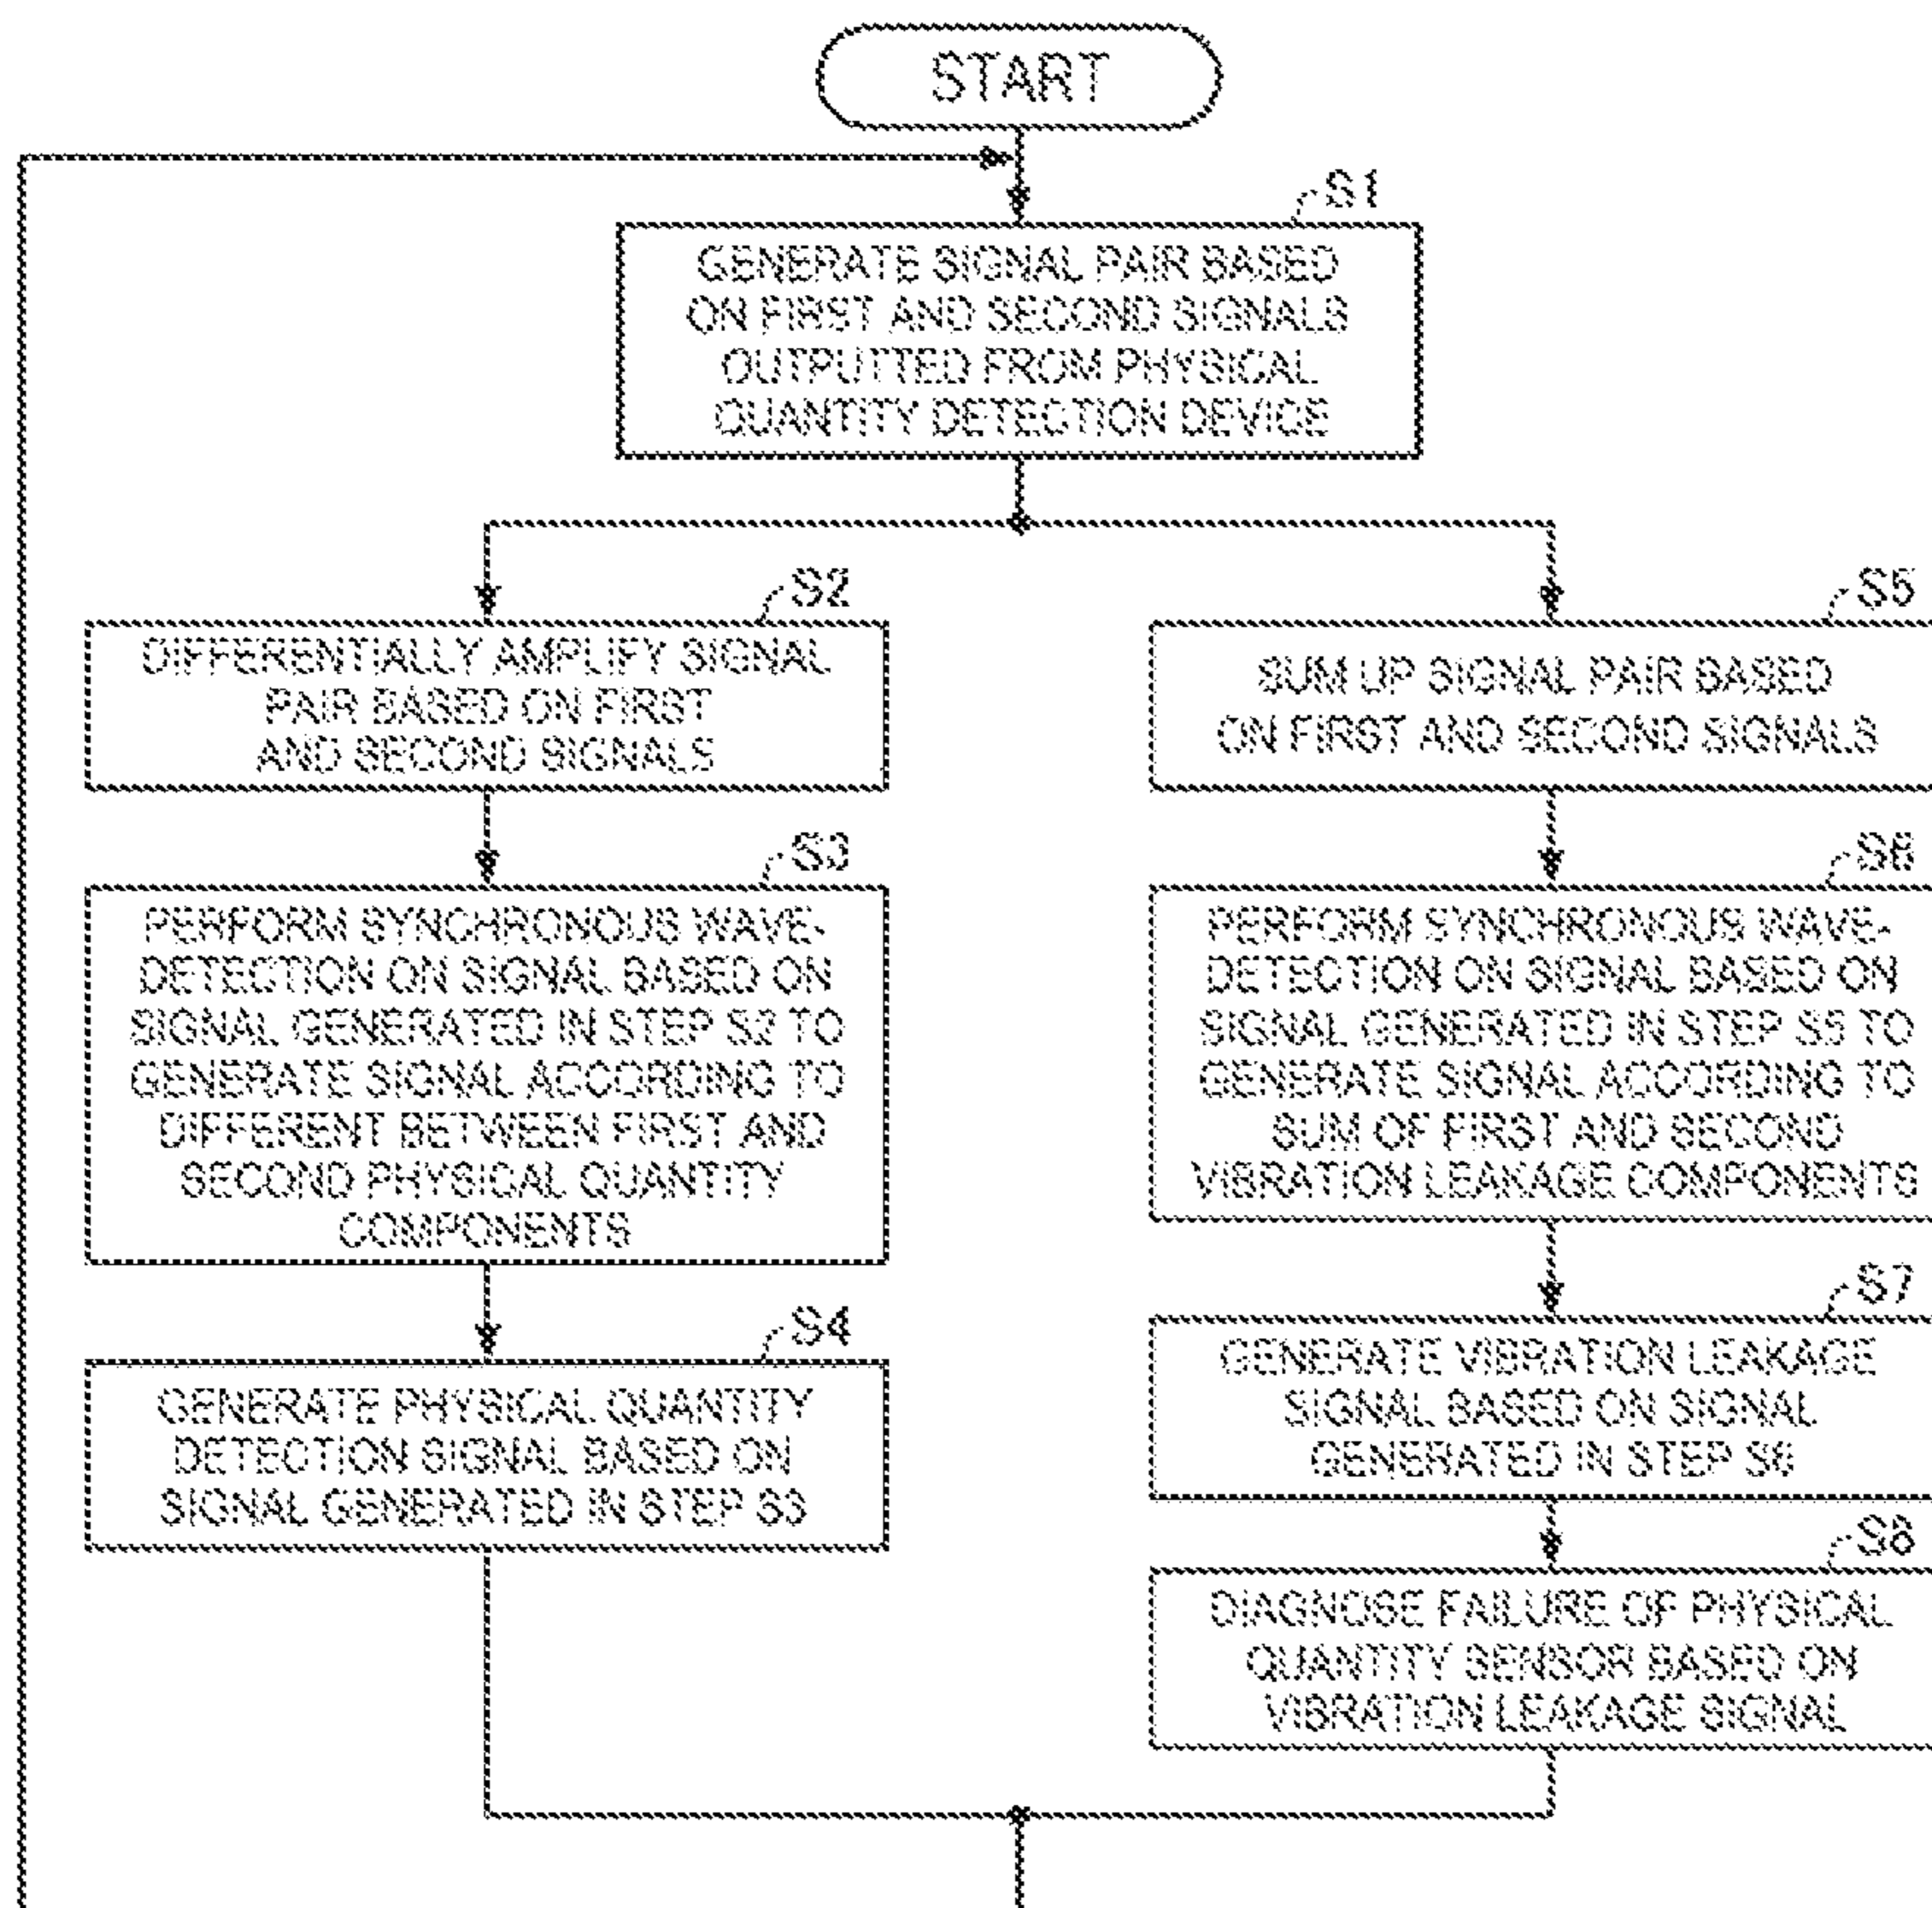 START
S1
GENERATE SIGNAL PAIR BASED
ON FIRST AND SECOND SIGNALS
OUTPUTTED FROM PHYSICAL
QUANTITY DETECTION DEVICE
S2
DIFFERENTIALLY AMPLIFY SIGNAL
PAIR BASED ON FIRST
AND SECOND SIGNALS
S3
PERFORM SYNCHRONOUS WAVE-
DETECTION ON SIGNAL BASED ON
SIGNAL GENERATED IN STEP S2 TO
GENERATE SIGNAL ACCORDING TO
DIFFERENT BETWEEN FIRST AND
SECOND PHYSICAL QUANTITY
COMPONENTS
S4
GENERATE PHYSICAL QUANTITY
DETECTION SIGNAL BASED ON
SIGNAL GENERATED IN STEP S3
S5
SUM UP SIGNAL PAIR BASED
ON FIRST AND SECOND SIGNALS
S6
PERFORM SYNCHRONOUS WAVE-
DETECTION ON SIGNAL BASED ON
SIGNAL GENERATED IN STEP S5 TO
GENERATE SIGNAL ACCORDING TO
SUM OF FIRST AND SECOND
VIBRATION LEAKAGE COMPONENTS
S7
GENERATE VIBRATION LEAKAGE
SIGNAL BASED ON SIGNAL
GENERATED IN STEP S6
S8
DIAGNOSE FAILURE OF PHYSICAL
QUANTITY SENSOR BASED ON
VIBRATION LEAKAGE SIGNAL